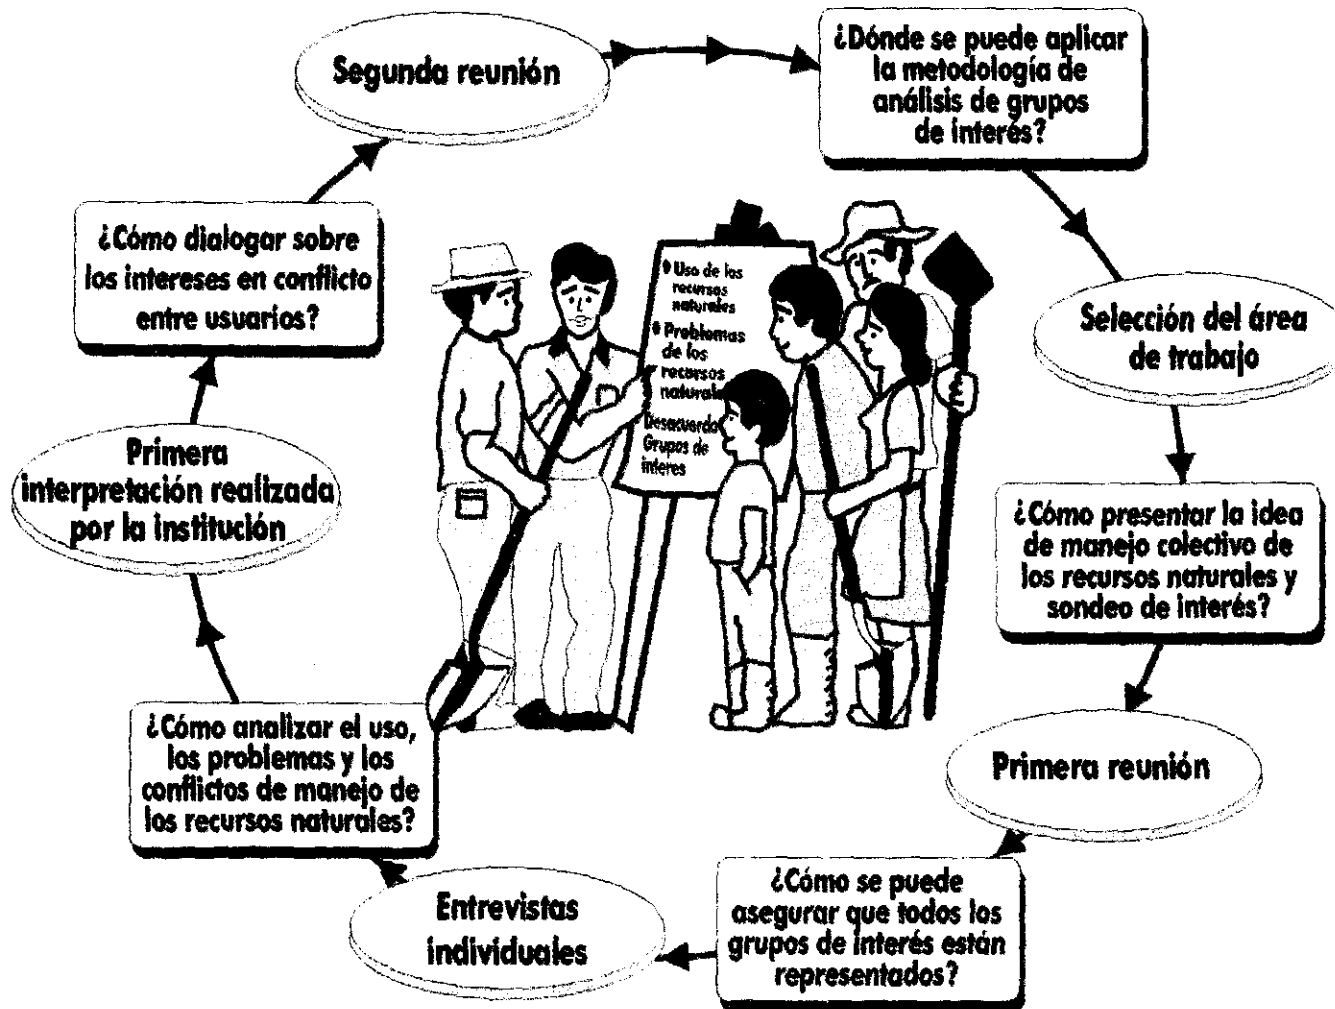 Segunda reunión
¿Dónde se puede aplicar
la metodología de
análisis de grupos
de interés?
Selección del área
de trabajo
¿Cómo presentar la idea
de manejo colectivo de
los recursos naturales y
sondeo de interés?
Primera reunión
¿Cómo se puede
asegurar que todos los
grupos de interés están
representados?
Entrevistas
individuales
¿Cómo analizar el uso,
los problemas y los
conflictos de manejo de
los recursos naturales?
Primera
interpretación realizada
por la institución
¿Cómo dialogar sobre
los intereses en conflicto
entre usuarios?
Uso de los
recursos
naturales
Problemas
de los
recursos
natural
Desacuerdo
Grupos de
interes